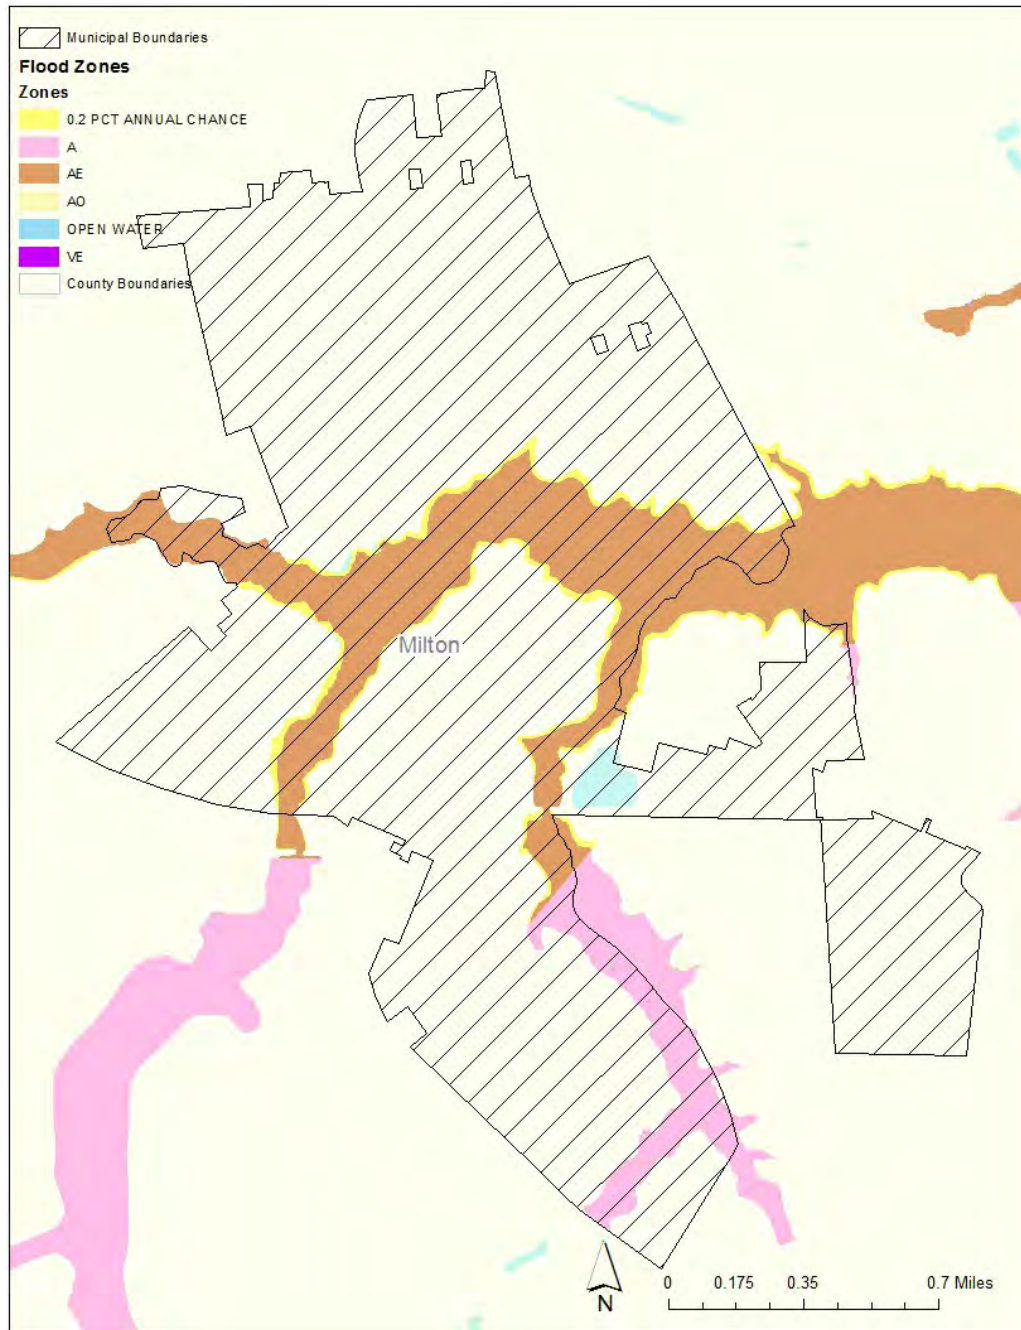 Municipal Boundaries
Flood Zones
Zones
0.2 PCT ANNUAL CHANCE
A
AE
AO
OPEN WATER
VE
County Boundaries
Milton
N
0 0.175 0.35 0.7 Miles